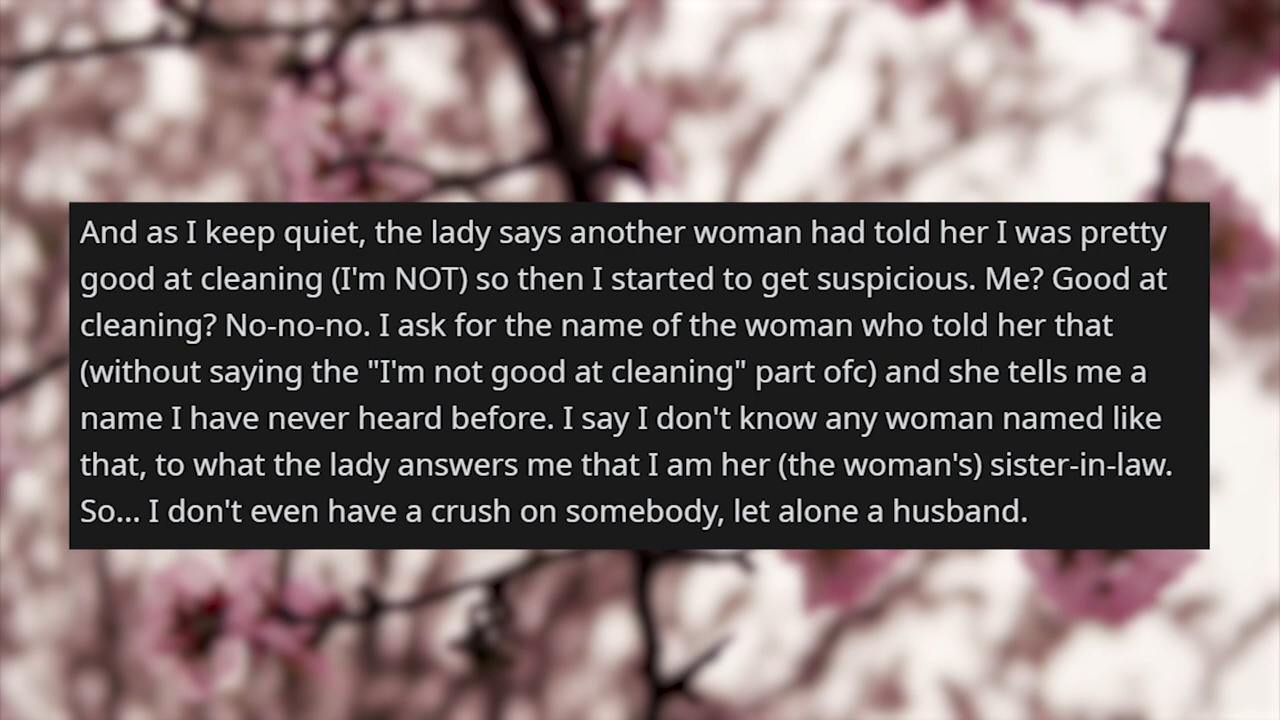 And as I keep quiet, the lady says another woman had told her I was pretty
good at cleaning (I'm NOT) so then I started to get suspicious. Me? Good at
cleaning? No-no-no. I ask for the name of the woman who told her that
(without saying the "I'm not good at cleaning" part ofc) and she tells me a
name I have never heard before. I say I don't know any woman named like
that, to what the lady answers me that I am her (the woman's) sister-in-law.
So... I don't even have a crush on somebody, let alone a husband.